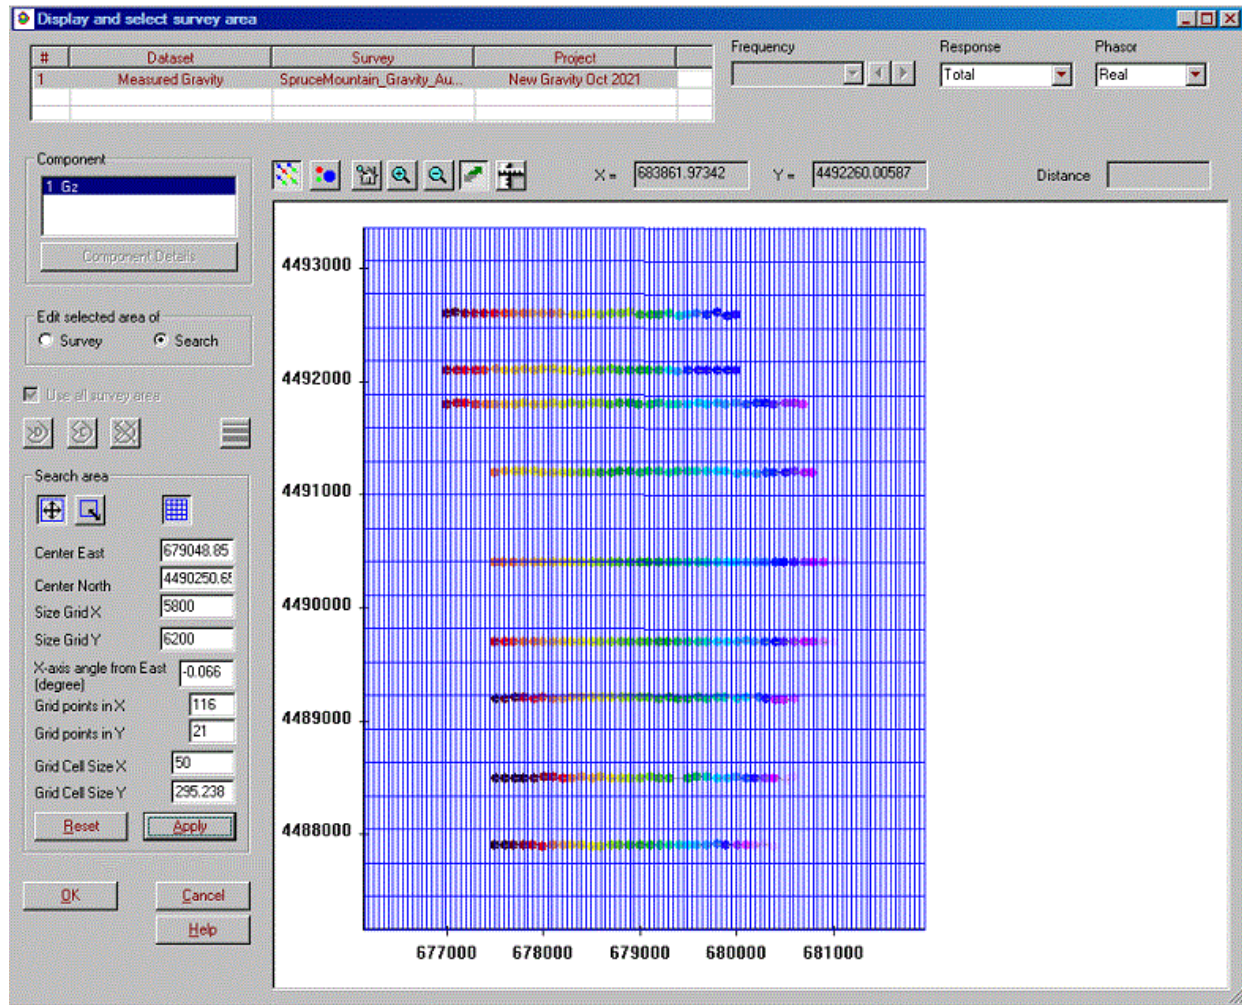 Display and select survey area
# Dataset Survey Project
1 Measured Gravity SpruceMountain_Gravity_Au... New Gravity Oct 2021
Frequency Response Phasor
Total Real
Component
1 Gz
Component Details
X = 683861.97342 Y = 4492260.00587 Distance
Edit selected area of
Survey Search
Use all survey area
Search area
Center East 679048.85
Center North 4490250.65
Size Grid X 5800
Size Grid Y 6200
X-axis angle from East (degree) -0.066
Grid points in X 116
Grid points in Y 21
Grid Cell Size X 50
Grid Cell Size Y 295.238
Reset Apply
OK Cancel
Help
4493000
4492000
4491000
4490000
4489000
4488000
677000 678000 679000 680000 681000